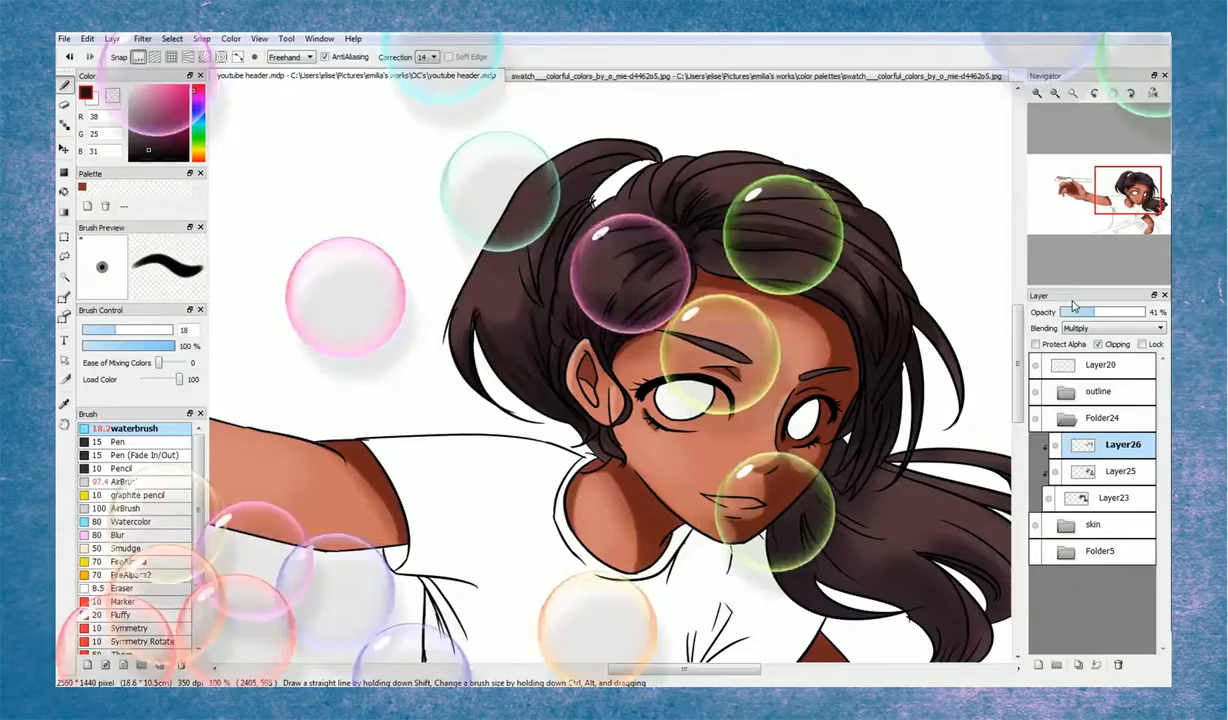 File Edit Layer Filter Select Snap Color View Tool Window Help
Snap Freehand AntiAliasing Correction 14 Soft Edge
Color
R 38
G 25
B 31
Palette
---
Brush Preview
Brush Control
18
100 %
Ease of Mixing Colors 0
Load Color 100
Brush
18.2 waterbrush
15 Pen
15 Pen (Fade In/Out)
10 Pencil
97.4 AirBrush
10 graphite pencil
100 AirBrush
80 Watercolor
80 Blur
50 Smudge
70 FireAlpaca
70 FireAlpara2
8.5 Eraser
10 Marker
20 Fluffy
10 Symmetry
10 Symmetry Rotate
youtube header.mdp - C:\Users\elise\Pictures\emilia's works\OC's\youtube header.mdp
swatch___colorful_colors_by_o_mie-d4462o5.jpg - C:\Users\elise\Pictures\emilia's works\color palettes\swatch___colorful_colors_by_o_mie-d4462o5.jpg
Navigator
Layer
Opacity 41 %
Blending Multiply
Protect Alpha Clipping Lock
Layer20
outline
Folder24
Layer26
Layer25
Layer23
skin
Folder5
2560 * 1440 pixel (18.6 * 10.5cm) 350 dpi 100 % Draw a straight line by holding down Shift, Change a brush size by holding down Ctrl, Alt, and dragging